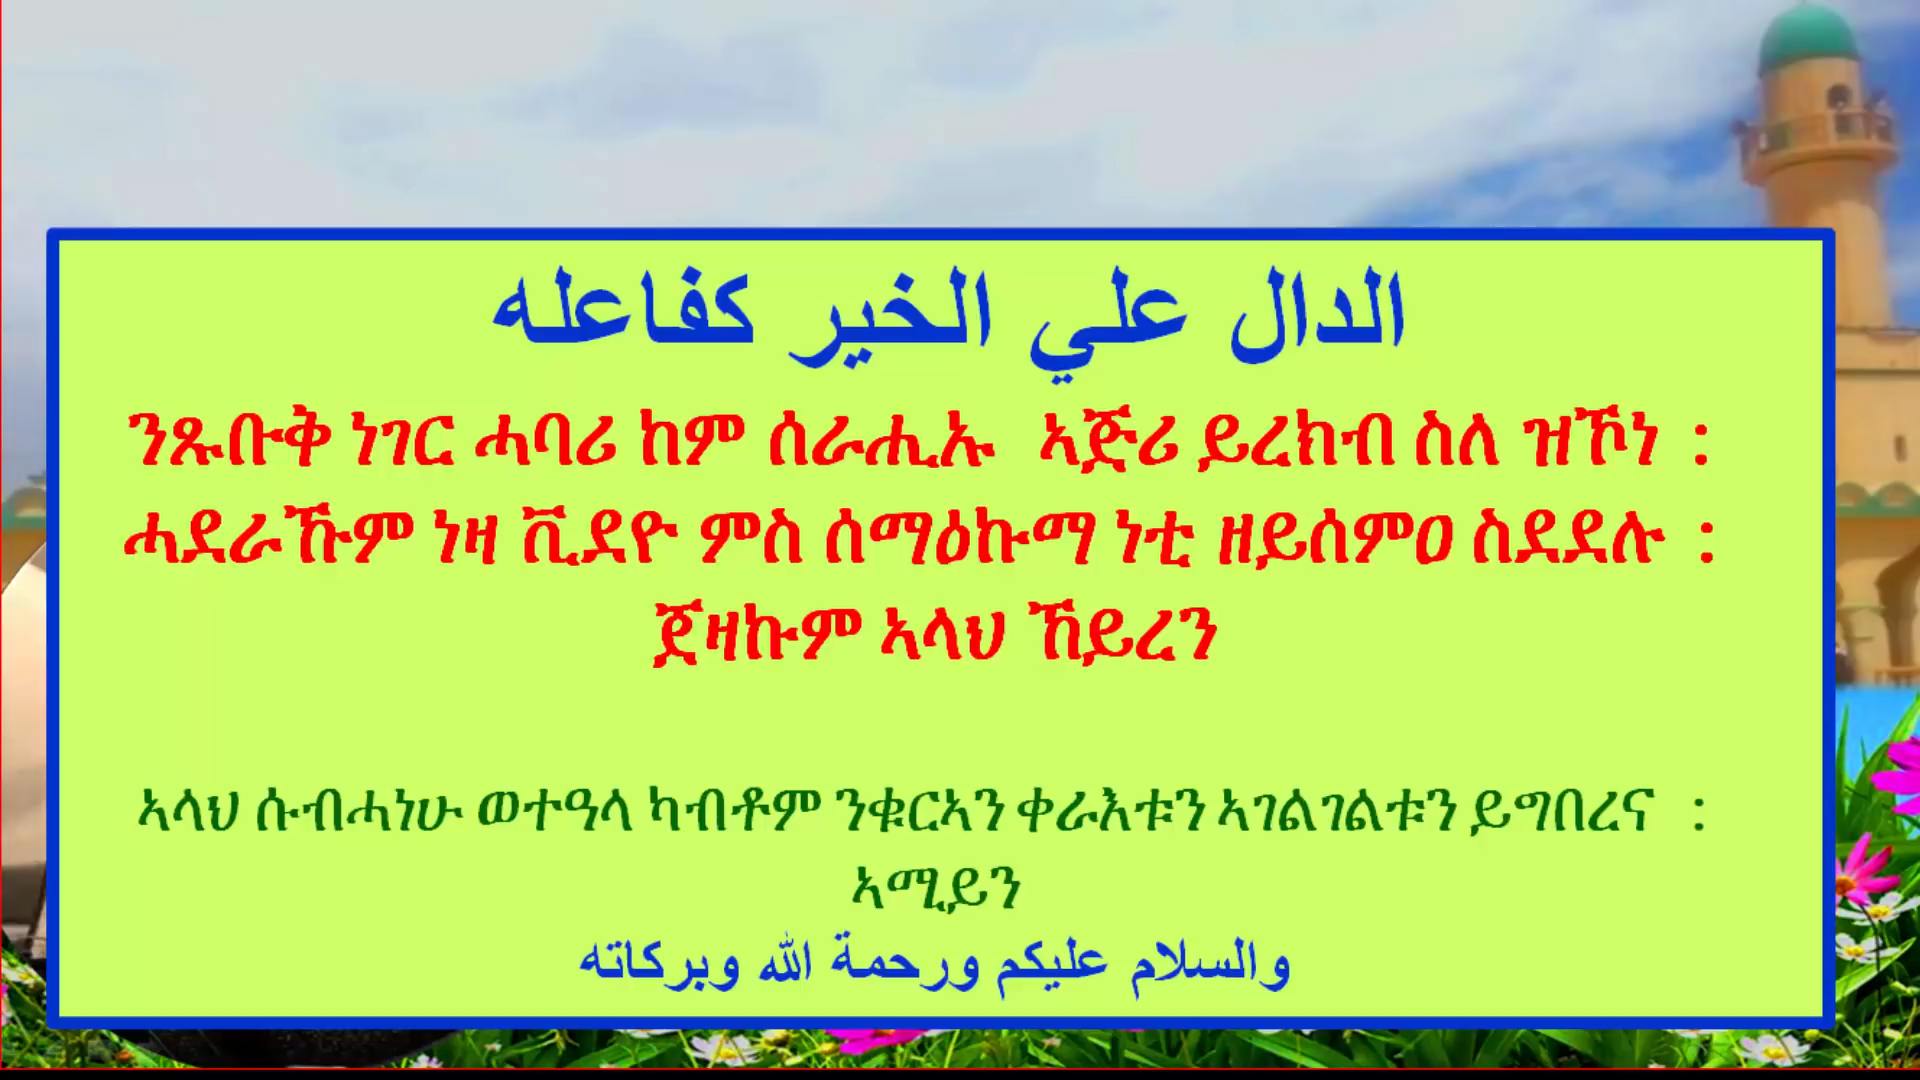 الدال علي الخير كفاعله
ንጹቡቅ ነገር ሓባሪ ከም ሰራሒኡ ኣጅሪ ይረክብ ስለ ዝኾነ :
ሓደራኹም ነዛ ቪደዮ ምስ ሰማዕኩማ ነቲ ዘይሰምዐ ስደደሉ :
ጀዛኩም ኣላህ ኸይረን
ኣላህ ሱብሓነሁ ወተዓላ ካብቶም ንቁርኣን ቀራእቱን ኣገልገልቱን ይግበረና :
ኣሚይን
والسلام عليكم ورحمة الله وبركاته